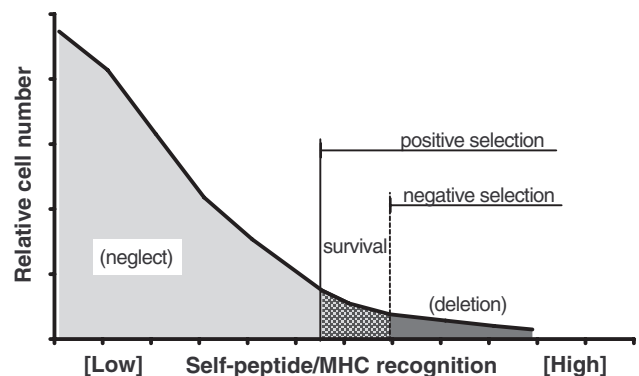 Relative cell number
positive selection
negative selection
survival
(neglect)
(deletion)
[Low] Self-peptide/MHC recognition [High]